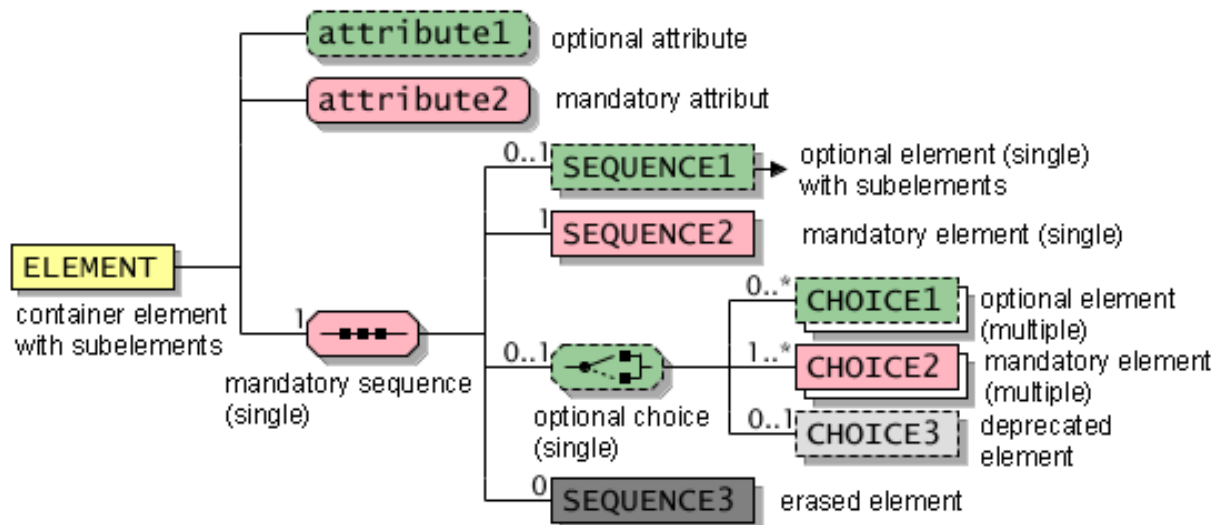 attribute1
optional attribute
attribute2
mandatory attribut
0..1
SEQUENCE1
optional element (single)
with subelements
1
SEQUENCE2
mandatory element (single)
ELEMENT
container element
with subelements
1
mandatory sequence
(single)
0..1
optional choice
(single)
0..*
CHOICE1
optional element
(multiple)
1..*
CHOICE2
mandatory element
(multiple)
0..1
CHOICE3
deprecated
element
0
SEQUENCE3
erased element